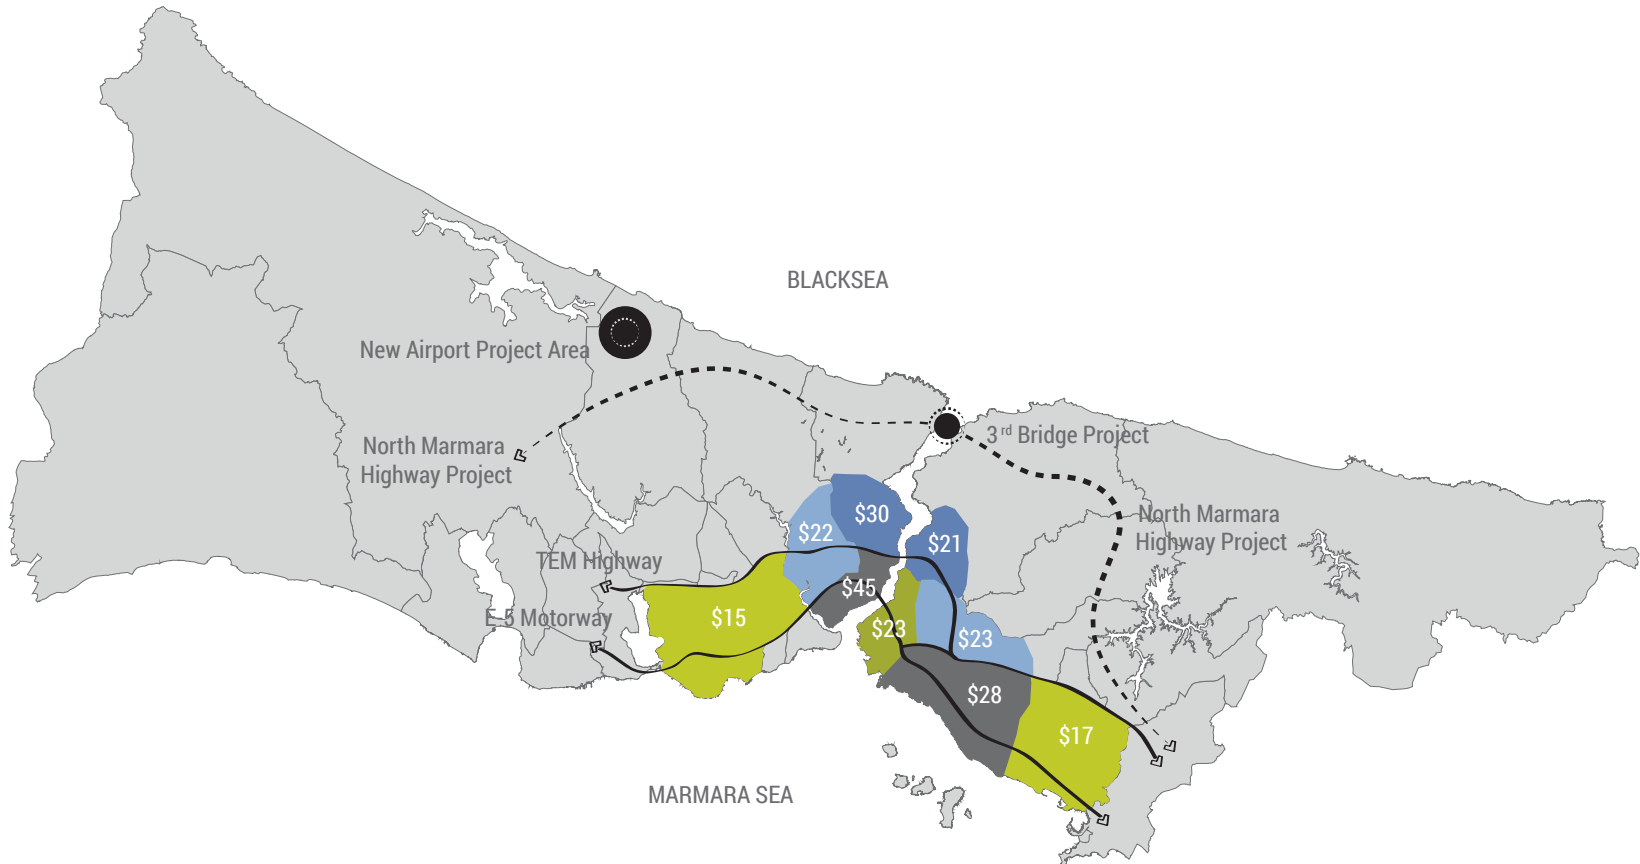 BLACKSEA
New Airport Project Area
North Marmara
Highway Project
3rd Bridge Project
North Marmara
Highway Project
$30
$22
$21
TEM Highway
$45
E-5 Motorway
$15
$23
$23
$28
$17
MARMARA SEA